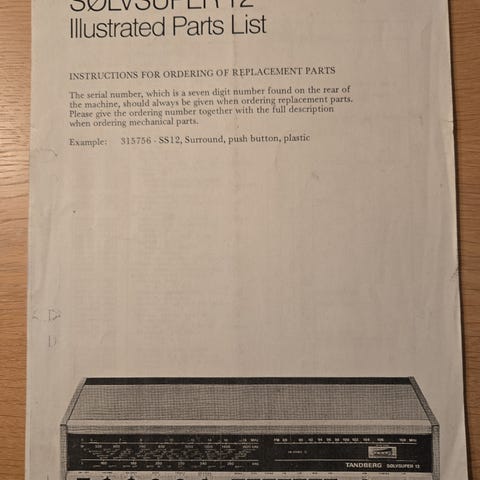 SØLVSUPER 12
Illustrated Parts List
INSTRUCTIONS FOR ORDERING OF REPLACEMENT PARTS
The serial number, which is a seven digit number found on the rear of
the machine, should always be given when ordering replacement parts.
Please give the ordering number together with the full description
when ordering mechanical parts.
Example: 315756 - SS12, Surround, push button, plastic
TANDBERG SØLVSUPER 12